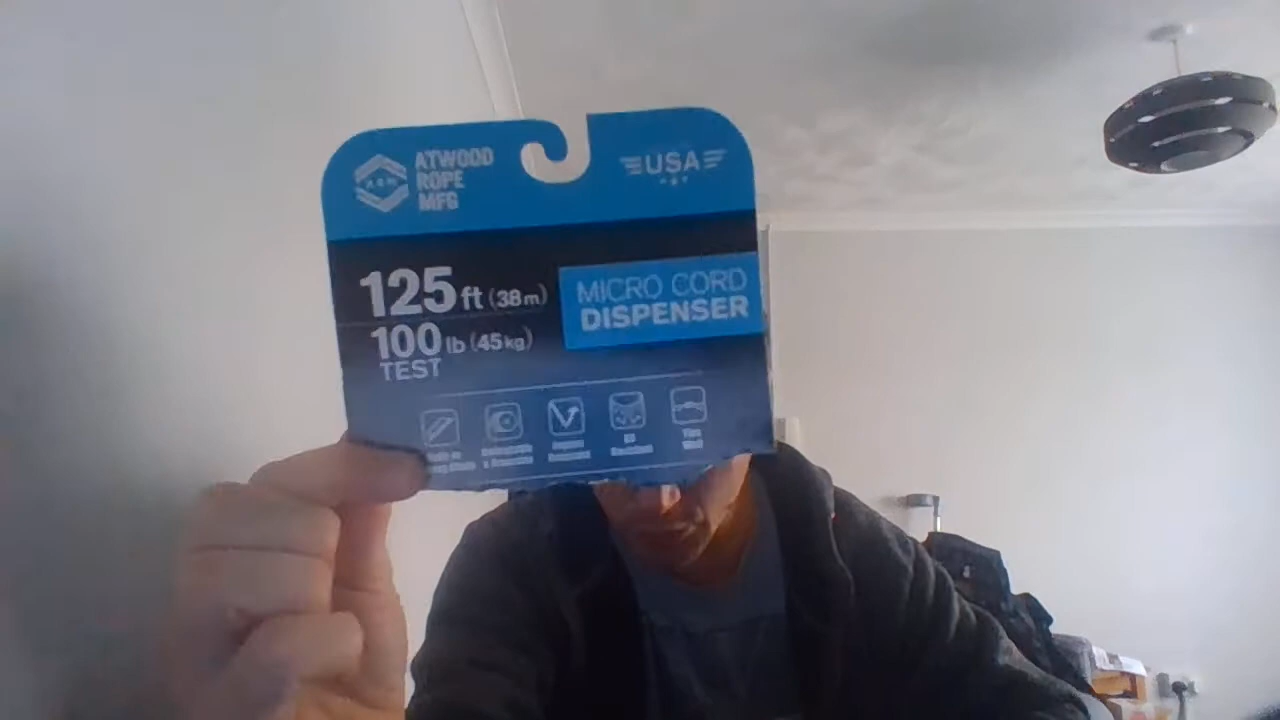 ATWOOD
ROPE
MFG
USA
125 ft (38m)
100 lb (45kg)
TEST
MICRO CORD
DISPENSER